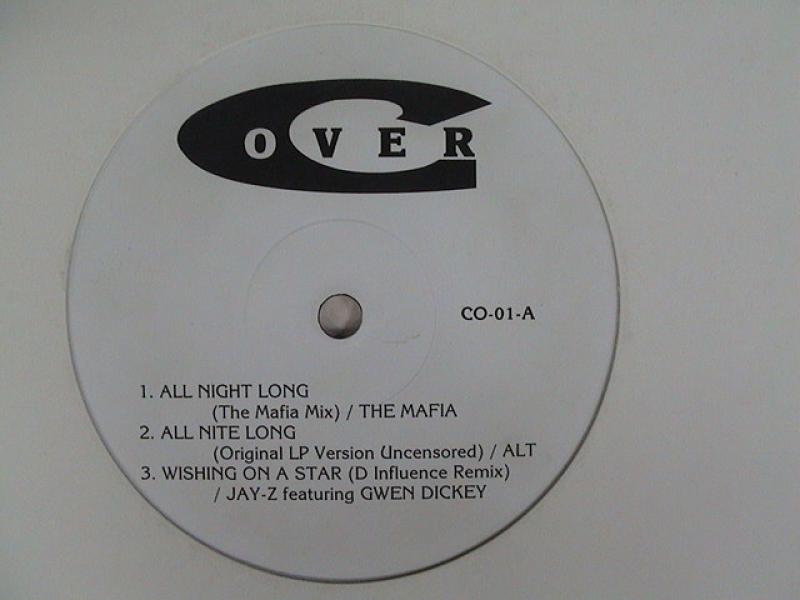 COVER
CO-01-A
1. ALL NIGHT LONG
(The Mafia Mix) / THE MAFIA
2. ALL NITE LONG
(Original LP Version Uncensored) / ALT
3. WISHING ON A STAR (D Influence Remix)
/ JAY-Z featuring GWEN DICKEY